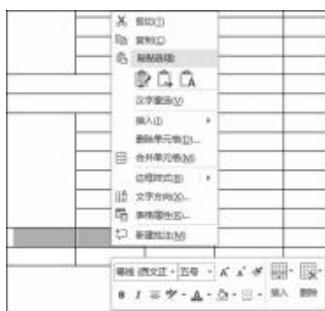 剪切(T)
复制(C)
粘贴选项:
汉字重选(V)
插入(I)
删除单元格(D)...
合并单元格(M)
边框样式(B)
文字方向(X)...
表格属性(R)...
新建批注(M)
等线 (西文正 五号 A A
B I A 插入 删除